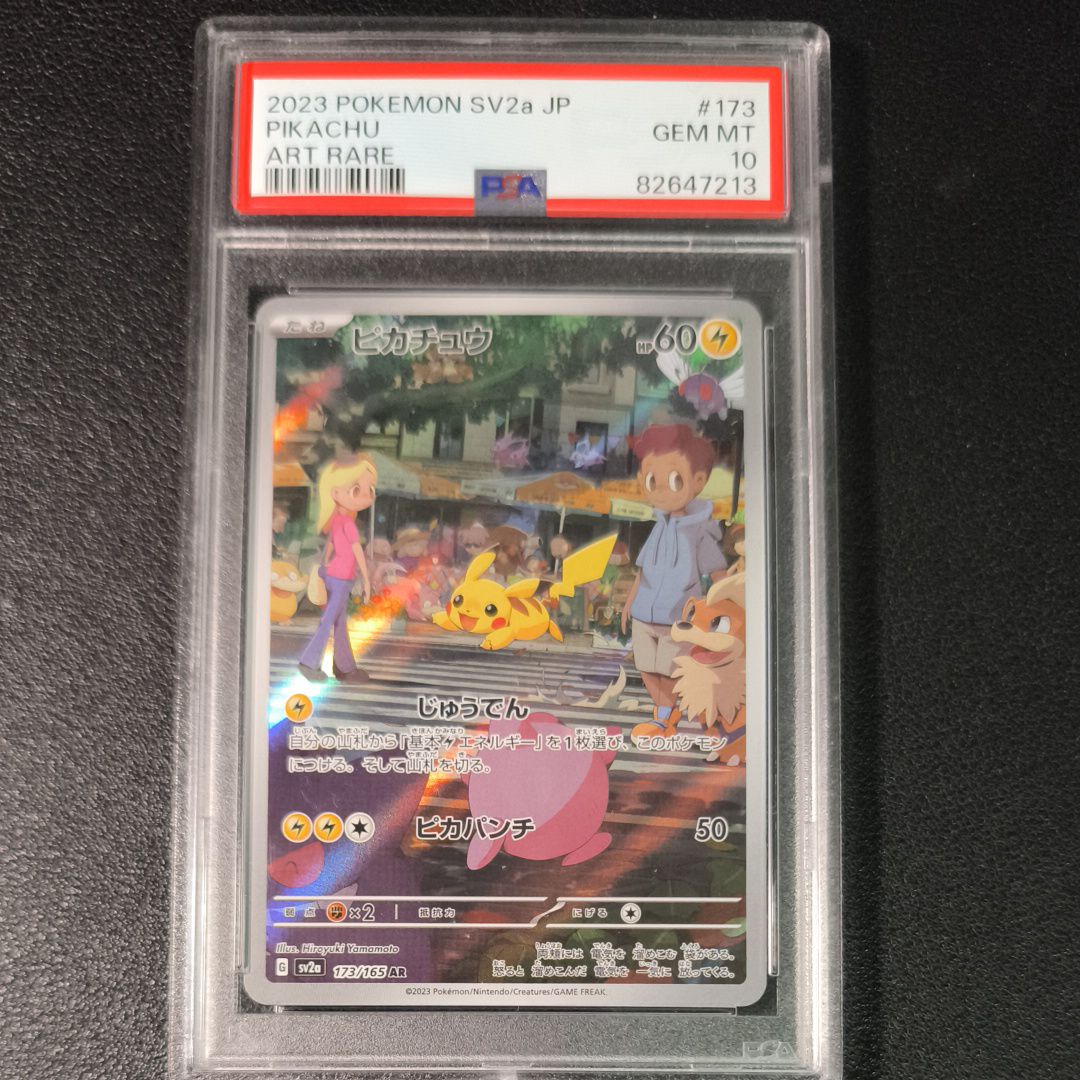 2023 POKEMON SV2a JP #173
PIKACHU GEM MT
ART RARE 10
PSA 82647213
たね ピカチュウ HP60
じゅうでん
自分の山札から「基本エネルギー」を1枚選び、このポケモン
につける。そして山札を切る。
ピカパンチ 50
弱点 ×2 抵抗力 にげる
Illus. Hiroyuki Yamamoto
両頬には 電気を 溜めこむ 袋がある。
怒ると 溜めこんだ 電気を 一気に 放ってくる。
G sv2a 173/165 AR
©2023 Pokémon/Nintendo/Creatures/GAME FREAK.
PSA